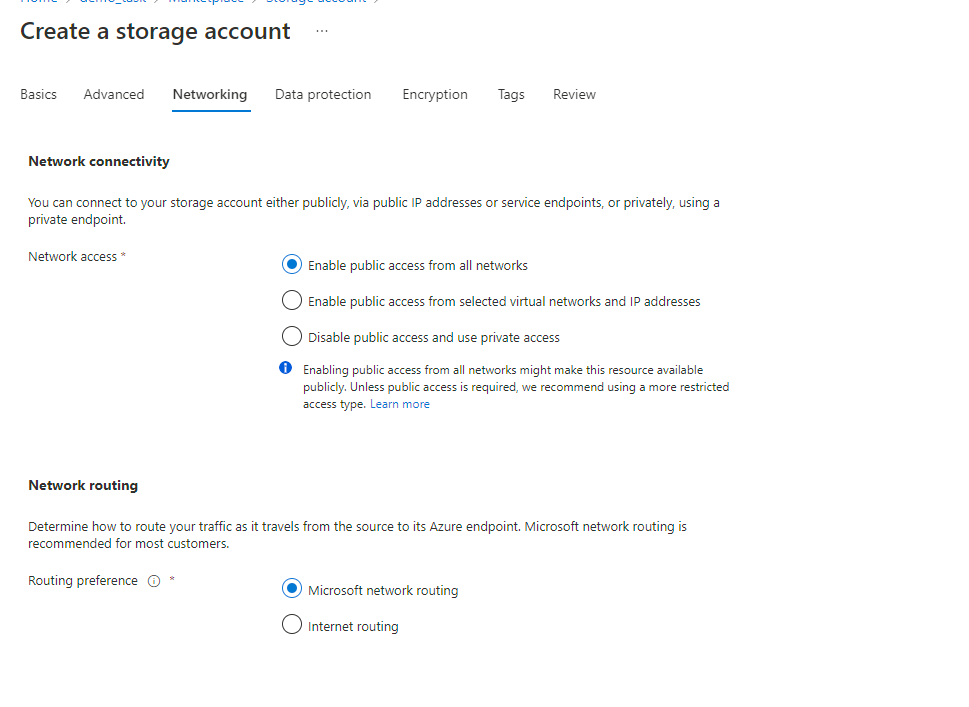 Home > demo_task > Marketplace > Storage account >
Create a storage account ...
Basics Advanced Networking Data protection Encryption Tags Review
Network connectivity
You can connect to your storage account either publicly, via public IP addresses or service endpoints, or privately, using a
private endpoint.
Network access *
Enable public access from all networks
Enable public access from selected virtual networks and IP addresses
Disable public access and use private access
Enabling public access from all networks might make this resource available
publicly. Unless public access is required, we recommend using a more restricted
access type. Learn more
Network routing
Determine how to route your traffic as it travels from the source to its Azure endpoint. Microsoft network routing is
recommended for most customers.
Routing preference *
Microsoft network routing
Internet routing